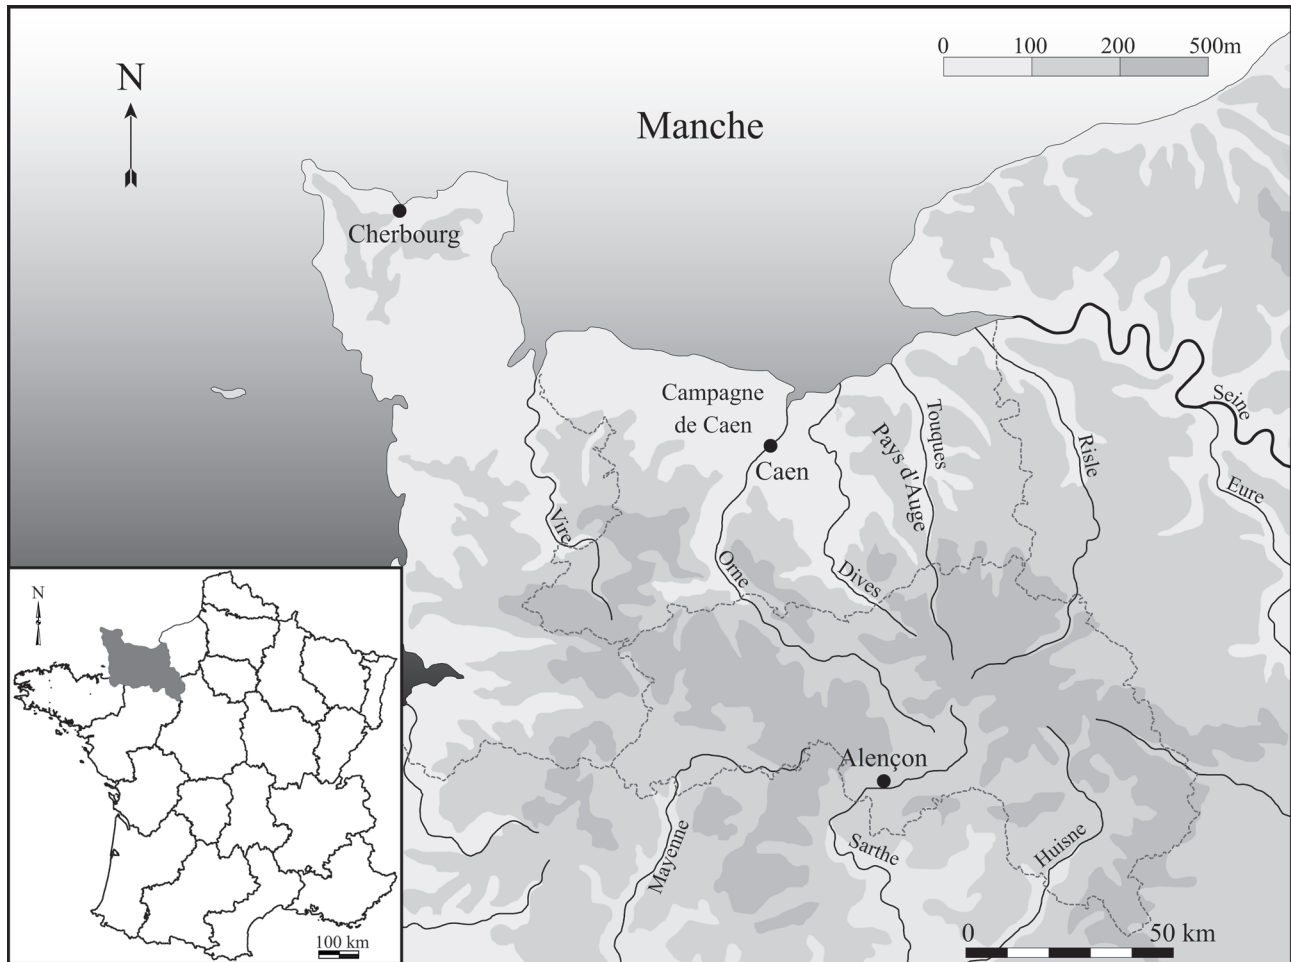 0 100 200 500m
N
Manche
Cherbourg
Campagne
de Caen
Caen
Touques
Pays d'Auge
Risle
Seine
Eure
Vire
Orne
Dives
N
Alençon
Mayenne
Sarthe
Huisne
0 50 km
100 km